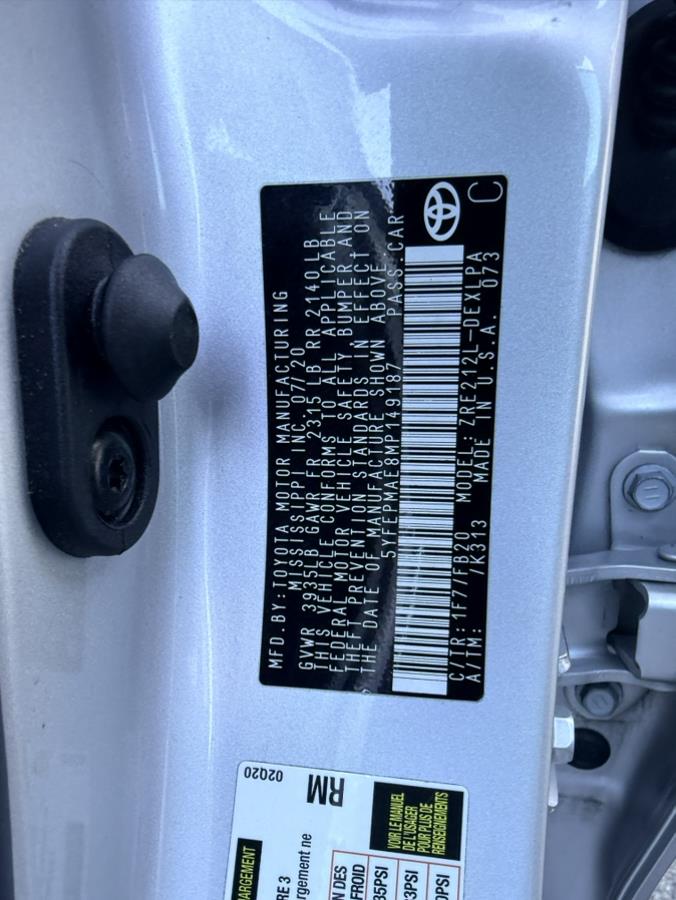 MFD.BY:TOYOTA MOTOR MANUFACTURING
MISSISSIPPI INC. 07/20
GVWR 3935LB GAWR FR 2315 LB RR 2140 LB
THIS VEHICLE CONFORMS TO ALL APPLICABLE
FEDERAL MOTOR VEHICLE SAFETY BUMPER,AND
THEFT PREVENTION STANDARDS IN EFFECT ON
THE DATE OF MANUFACTURE SHOWN ABOVE.
5YFEPMAE8MP149187 PASS.CAR
C/TR: 1F7/FB20 MODEL: ZRE212L-DEXLPA
A/TM: /K313 MADE IN U.S.A. 073
C
02Q20
RM
VOIR LE MANUEL
DE L'USAGER
POUR PLUS DE
RENSEIGNEMENTS